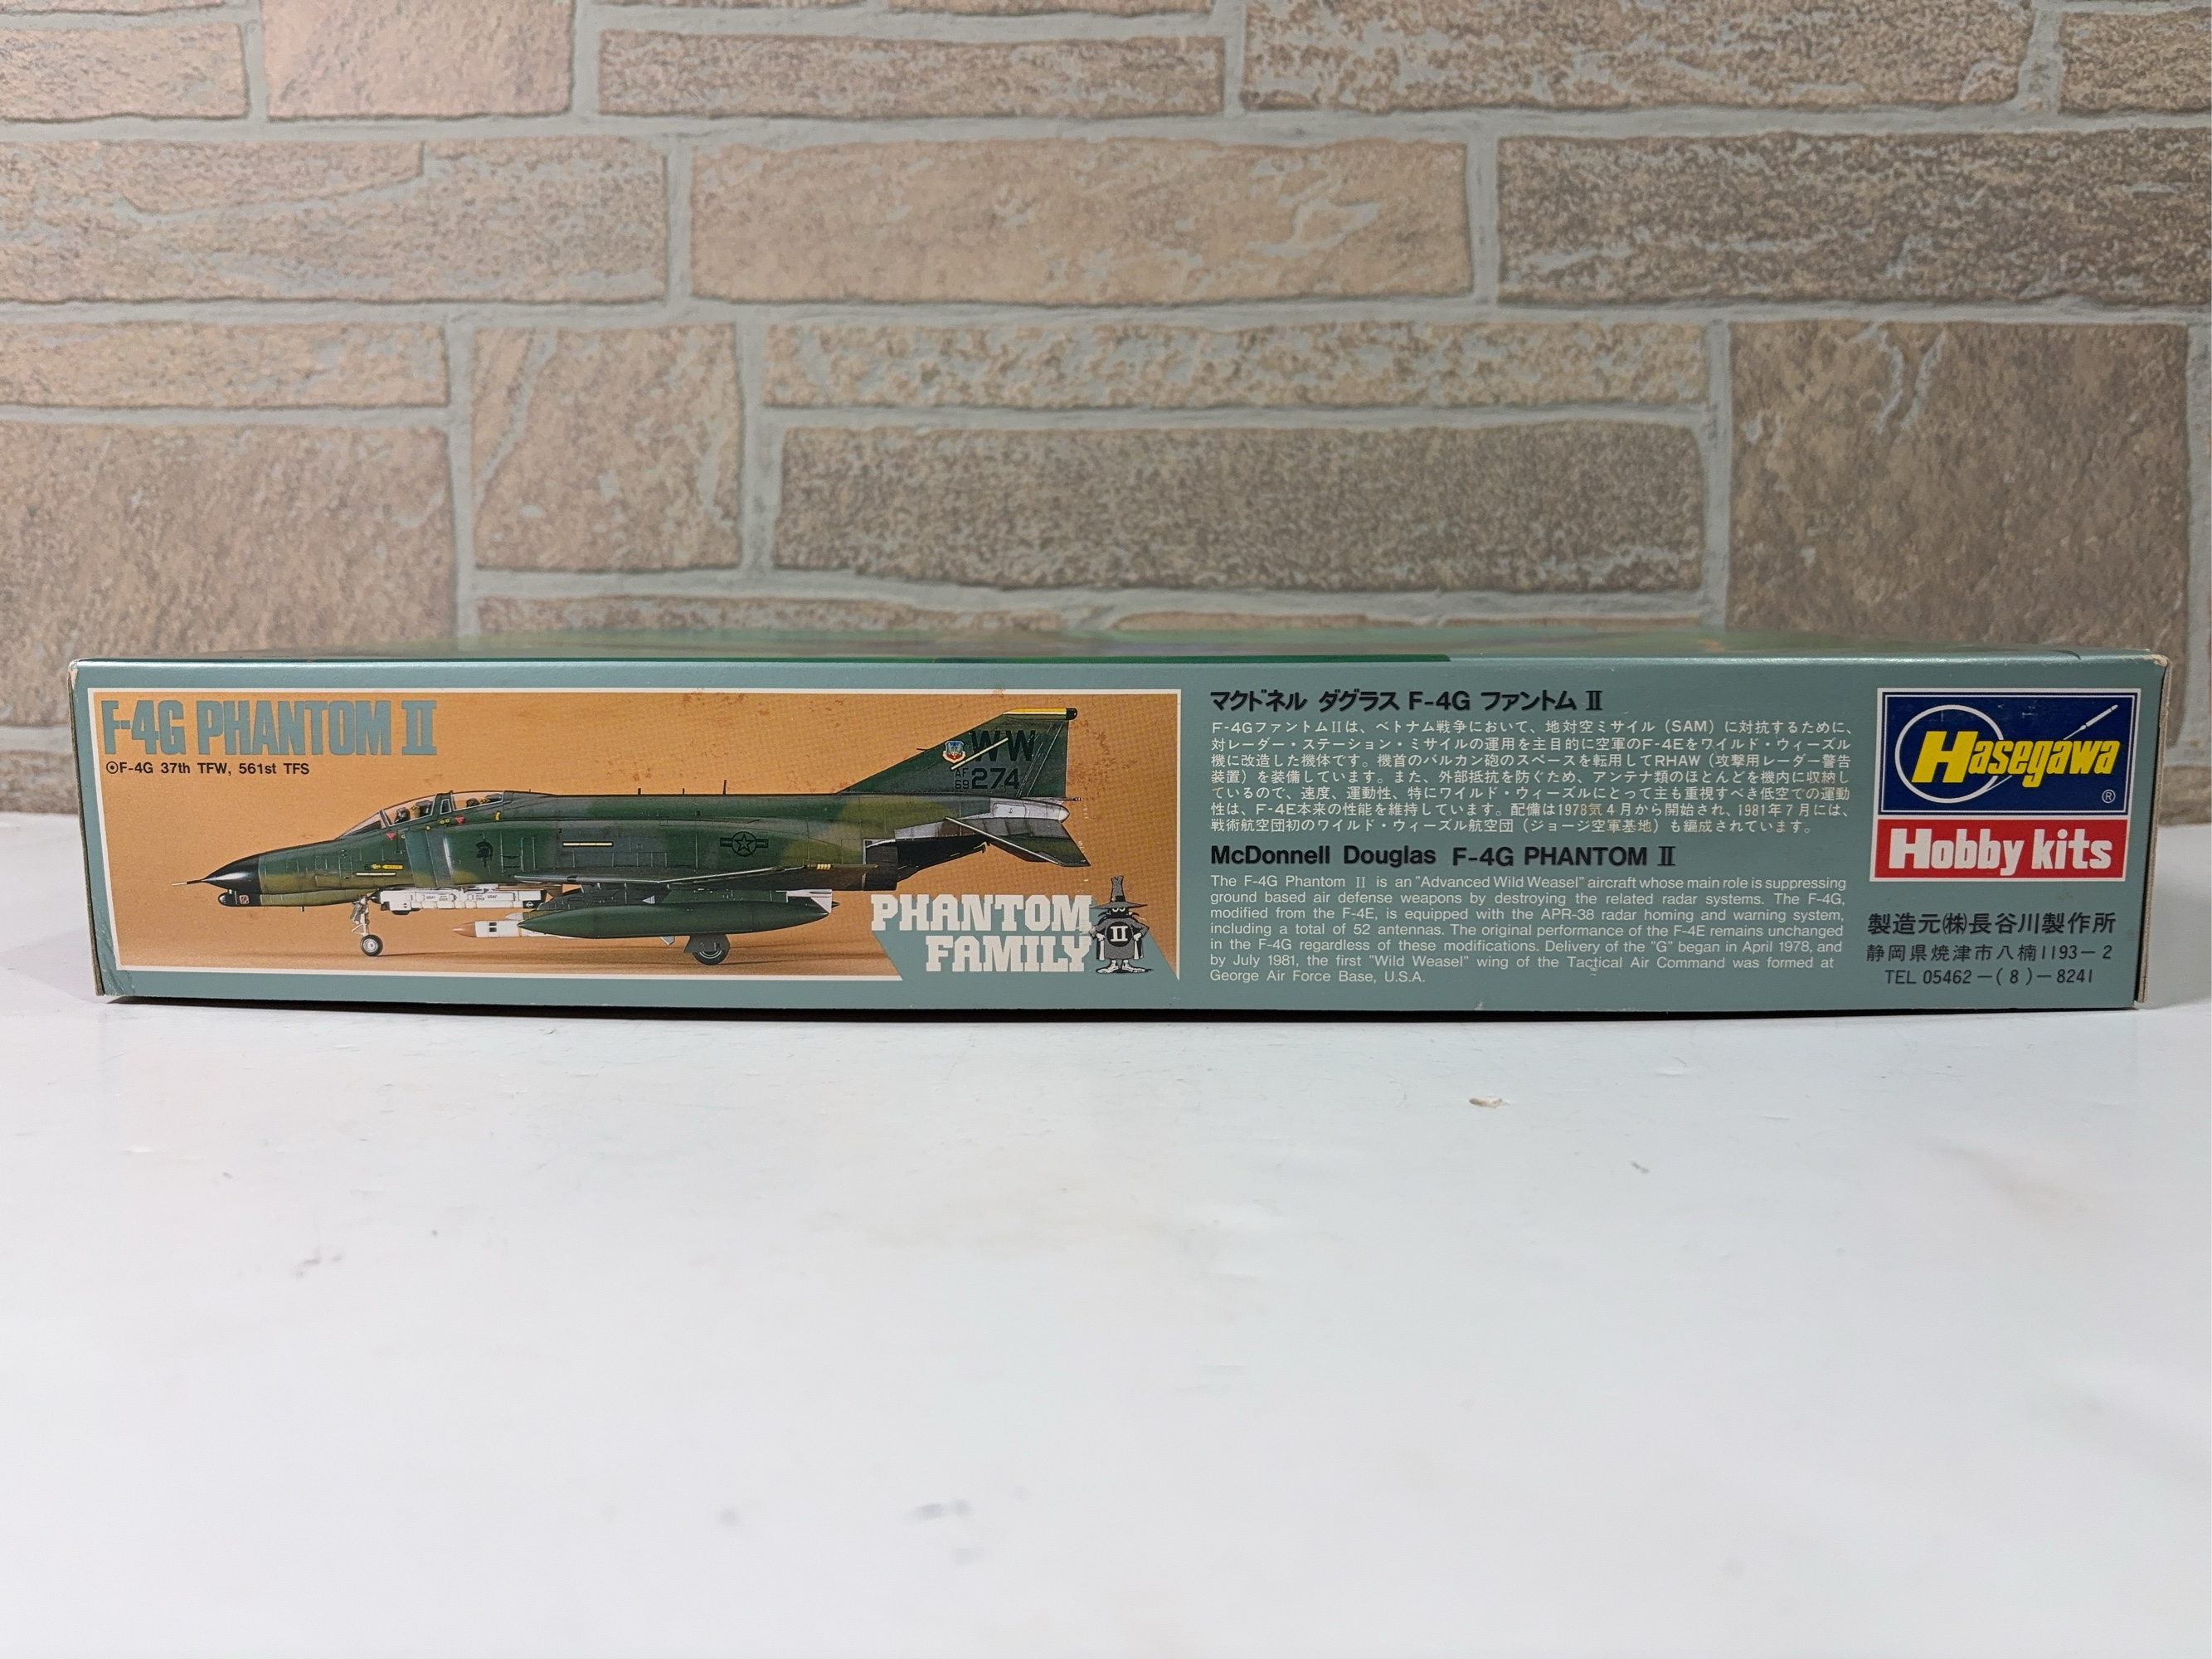 F-4G PHANTOM II
⦿F-4G 37th TFW, 561st TFS
WW
AF
69 274
PHANTOM
FAMILY
II
マクドネル ダグラス F-4G ファントム II
F-4GファントムIIは、ベトナム戦争において、地対空ミサイル（SAM）に対抗するために、
対レーダー・ステーション・ミサイルの運用を主目的に空軍のF-4Eをワイルド・ウィーズル
機に改造した機体です。機首のバルカン砲のスペースを転用してRHAW（攻撃用レーダー警告
装置）を装備しています。また、外部抵抗を防ぐため、アンテナ類のほとんどを機内に収納し
ているので、速度、運動性、特にワイルド・ウィーズルにとって主も重視すべき低空での運動
性は、F-4E本来の性能を維持しています。配備は1978気4月から開始され、1981年7月には、
戦術航空団初のワイルド・ウィーズル航空団（ジョージ空軍基地）も編成されています。
McDonnell Douglas F-4G PHANTOM II
The F-4G Phantom II is an "Advanced Wild Weasel" aircraft whose main role is suppressing
ground based air defense weapons by destroying the related radar systems. The F-4G,
modified from the F-4E, is equipped with the APR-38 radar homing and warning system,
including a total of 52 antennas. The original performance of the F-4E remains unchanged
in the F-4G regardless of these modifications. Delivery of the "G" began in April 1978, and
by July 1981, the first "Wild Weasel" wing of the Tactical Air Command was formed at
George Air Force Base, U.S.A.
Hasegawa
®
Hobby kits
製造元㈱長谷川製作所
静岡県焼津市八楠1193-2
TEL 05462-(8)-8241